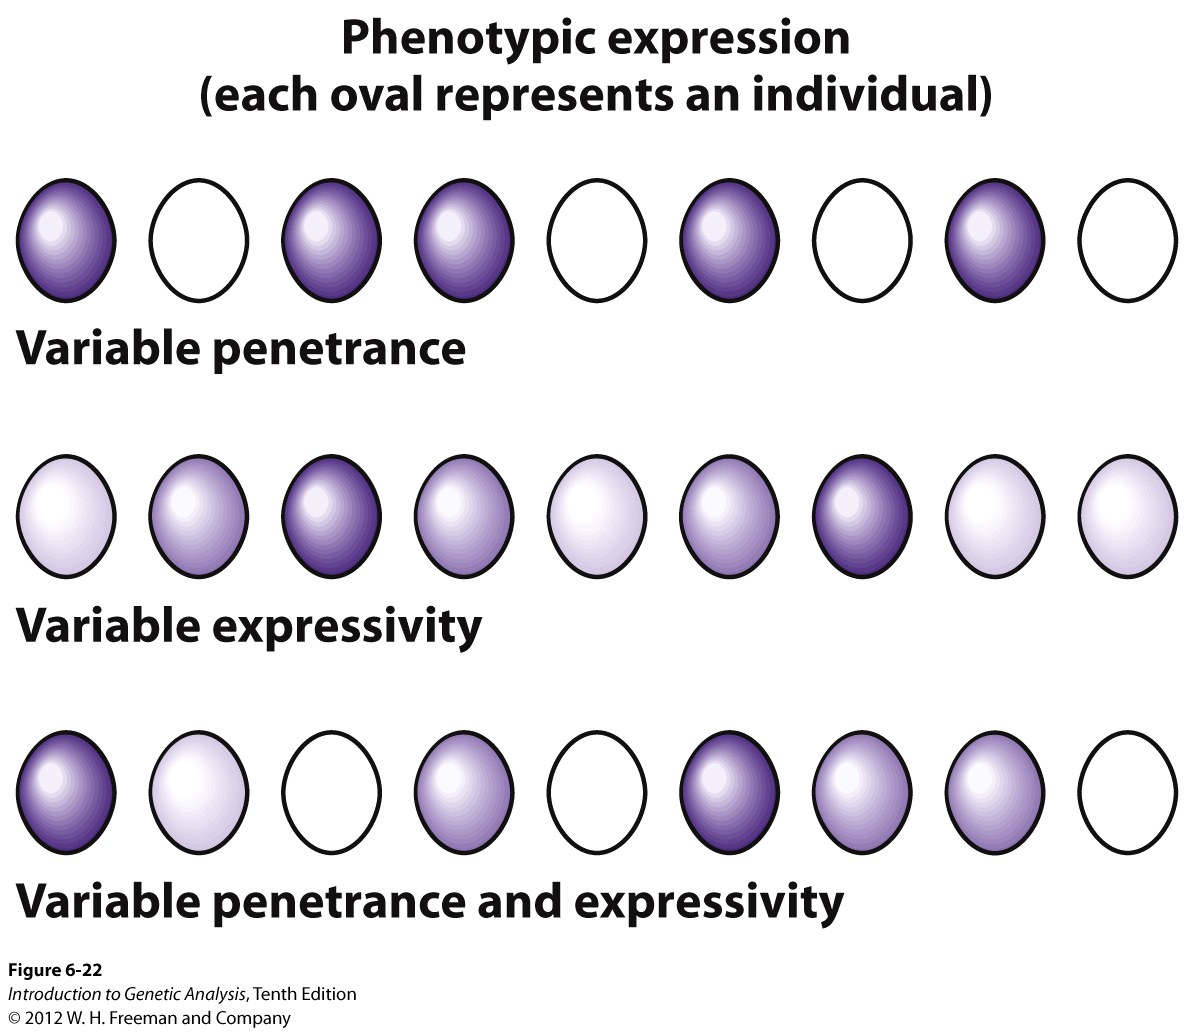 Phenotypic expression
(each oval represents an individual)
Variable penetrance
Variable expressivity
Variable penetrance and expressivity
Figure 6-22
Introduction to Genetic Analysis, Tenth Edition
© 2012 W. H. Freeman and Company